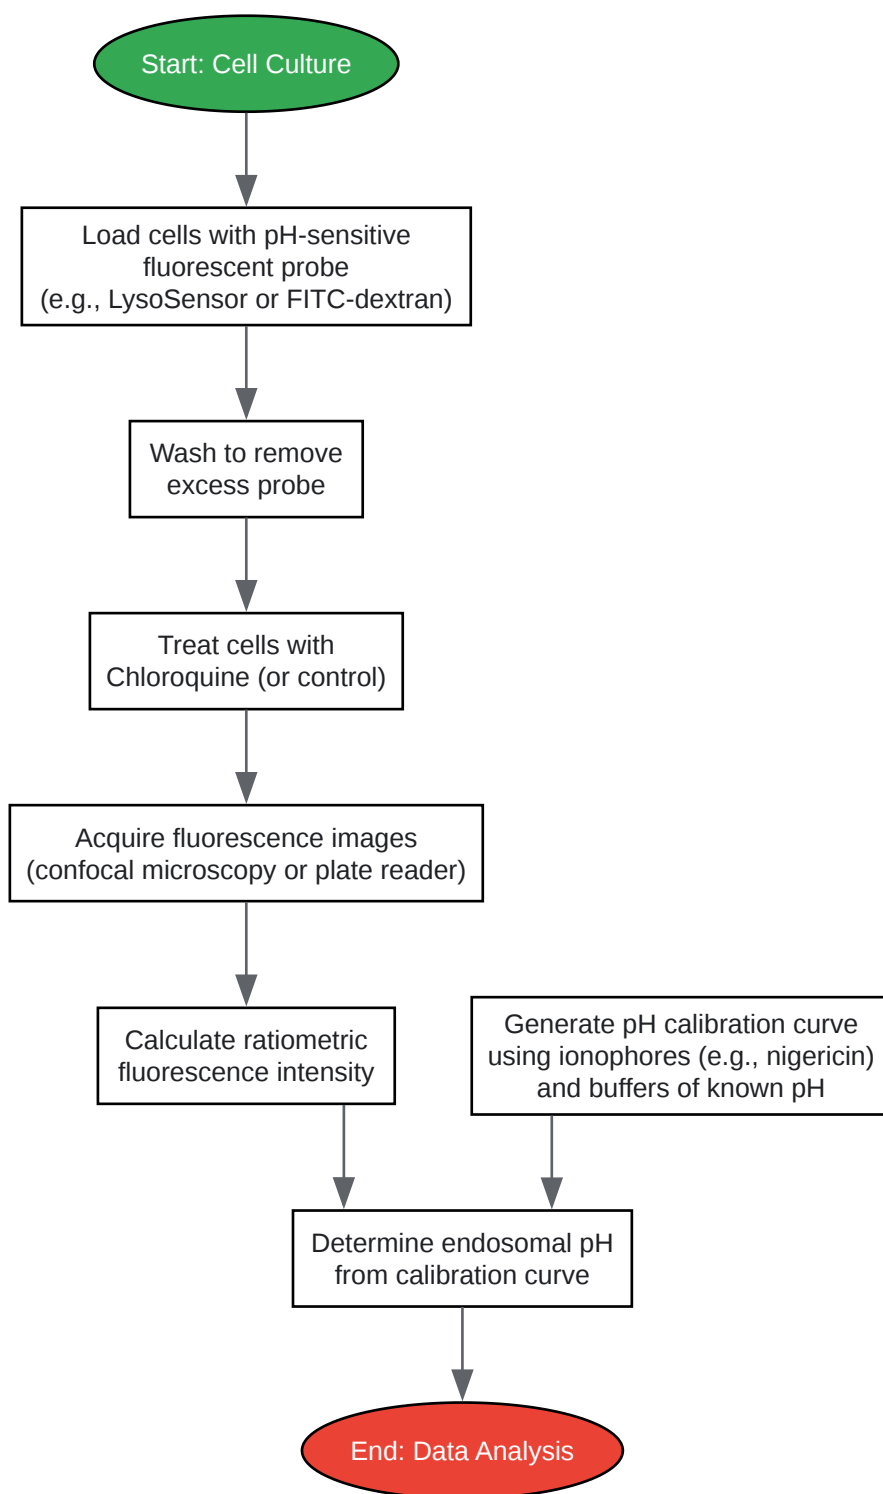 Start: Cell Culture
Load cells with pH-sensitive
fluorescent probe
(e.g., LysoSensor or FITC-dextran)
Wash to remove
excess probe
Treat cells with
Chloroquine (or control)
Acquire fluorescence images
(confocal microscopy or plate reader)
Calculate ratiometric
fluorescence intensity
Generate pH calibration curve
using ionophores (e.g., nigericin)
and buffers of known pH
Determine endosomal pH
from calibration curve
End: Data Analysis